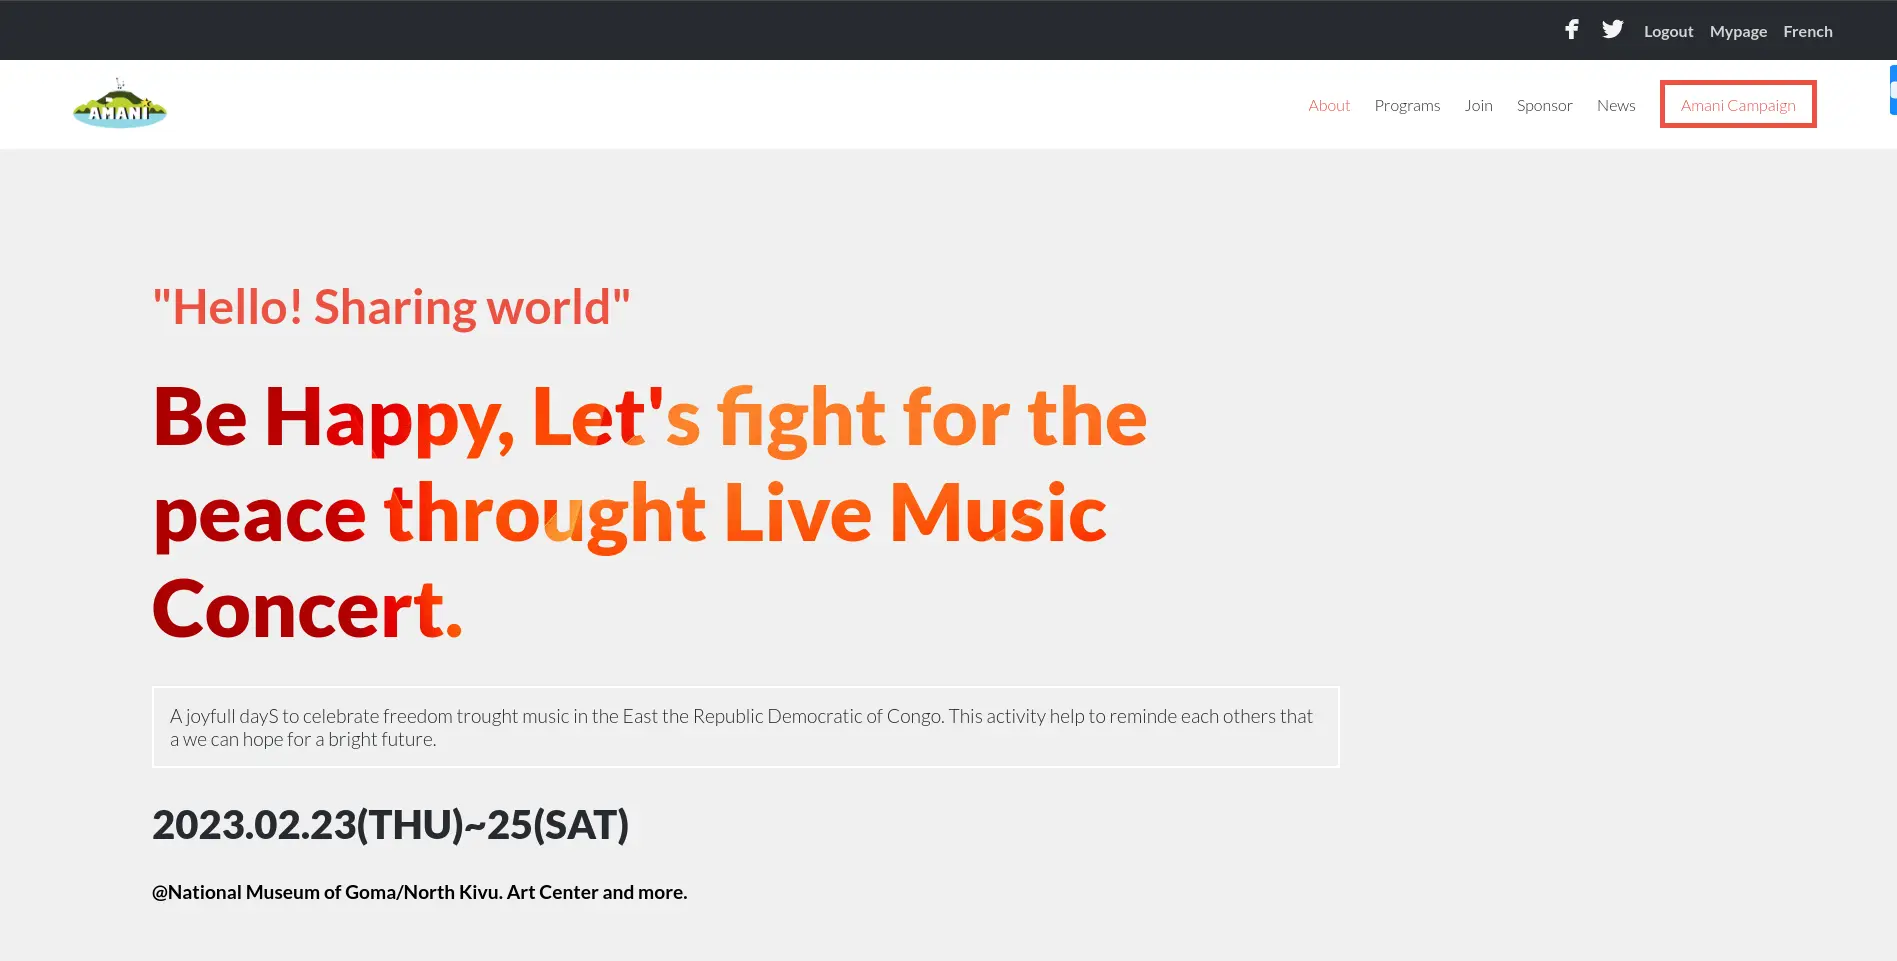 Logout Mypage French
AMANI
About Programs Join Sponsor News Amani Campaign
"Hello! Sharing world"
Be Happy, Let's fight for the
peace throught Live Music
Concert.
A joyfull dayS to celebrate freedom trought music in the East the Republic Democratic of Congo. This activity help to reminde each others that
a we can hope for a bright future.
2023.02.23(THU)~25(SAT)
@National Museum of Goma/North Kivu. Art Center and more.